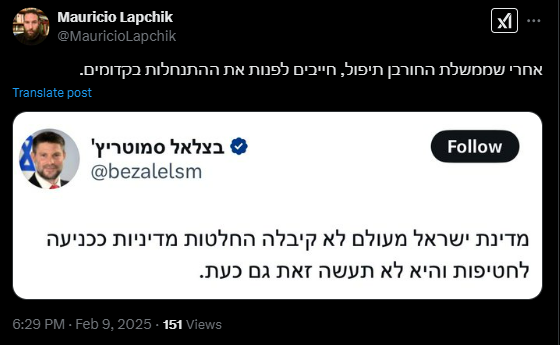 Mauricio Lapchik
@MauricioLapchik
אחרי שממשלת החורבן תיפול, חייבים לפנות את ההתנחלות בקדומים.
Translate post
בצלאל סמוטריץ'
@bezalelsm
Follow
מדינת ישראל מעולם לא קיבלה החלטות מדיניות ככניעה
לחטיפות והיא לא תעשה זאת גם כעת.
6:29 PM · Feb 9, 2025 · 151 Views